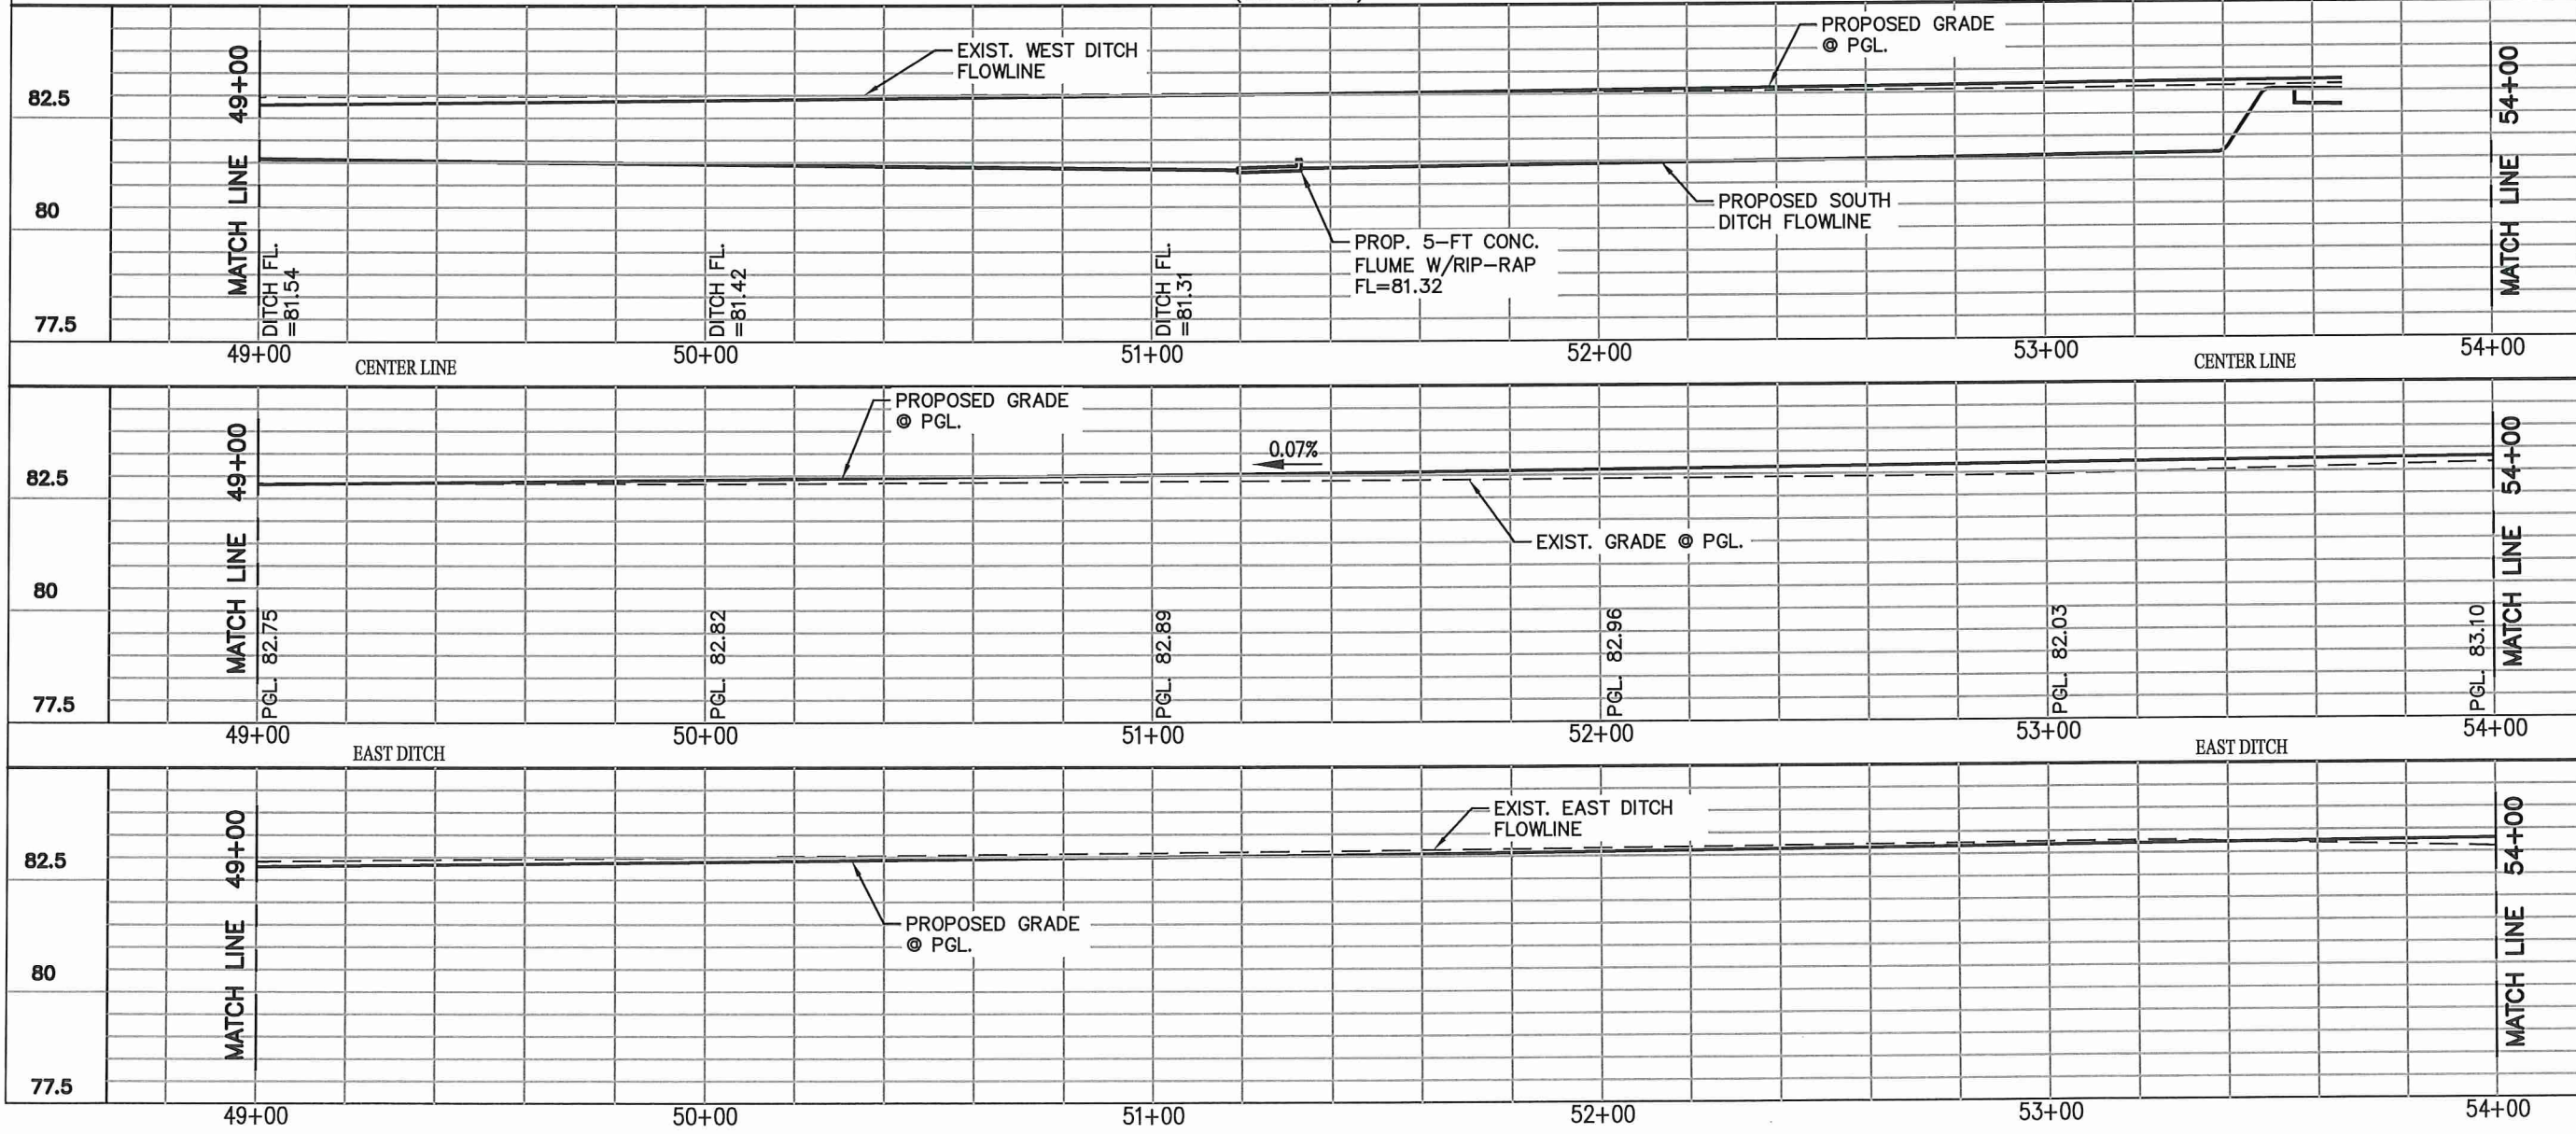 EXIST. WEST DITCH
FLOWLINE
PROPOSED GRADE
@ PGL.
82.5
80
77.5
MATCH LINE 49+00
DITCH FL.
=81.54
DITCH FL.
=81.42
DITCH FL.
=81.31
PROP. 5-FT CONC.
FLUME W/RIP-RAP
FL=81.32
PROPOSED SOUTH
DITCH FLOWLINE
MATCH LINE 54+00
49+00 50+00 51+00 52+00 53+00 54+00
CENTER LINE CENTER LINE
PROPOSED GRADE
@ PGL.
0.07%
EXIST. GRADE @ PGL.
82.5
80
77.5
MATCH LINE 49+00
PGL. 82.75
PGL. 82.82
PGL. 82.89
PGL. 82.96
PGL. 82.03
PGL. 83.10
MATCH LINE 54+00
49+00 50+00 51+00 52+00 53+00 54+00
EAST DITCH EAST DITCH
EXIST. EAST DITCH
FLOWLINE
PROPOSED GRADE
@ PGL.
82.5
80
77.5
MATCH LINE 49+00
MATCH LINE 54+00
49+00 50+00 51+00 52+00 53+00 54+00